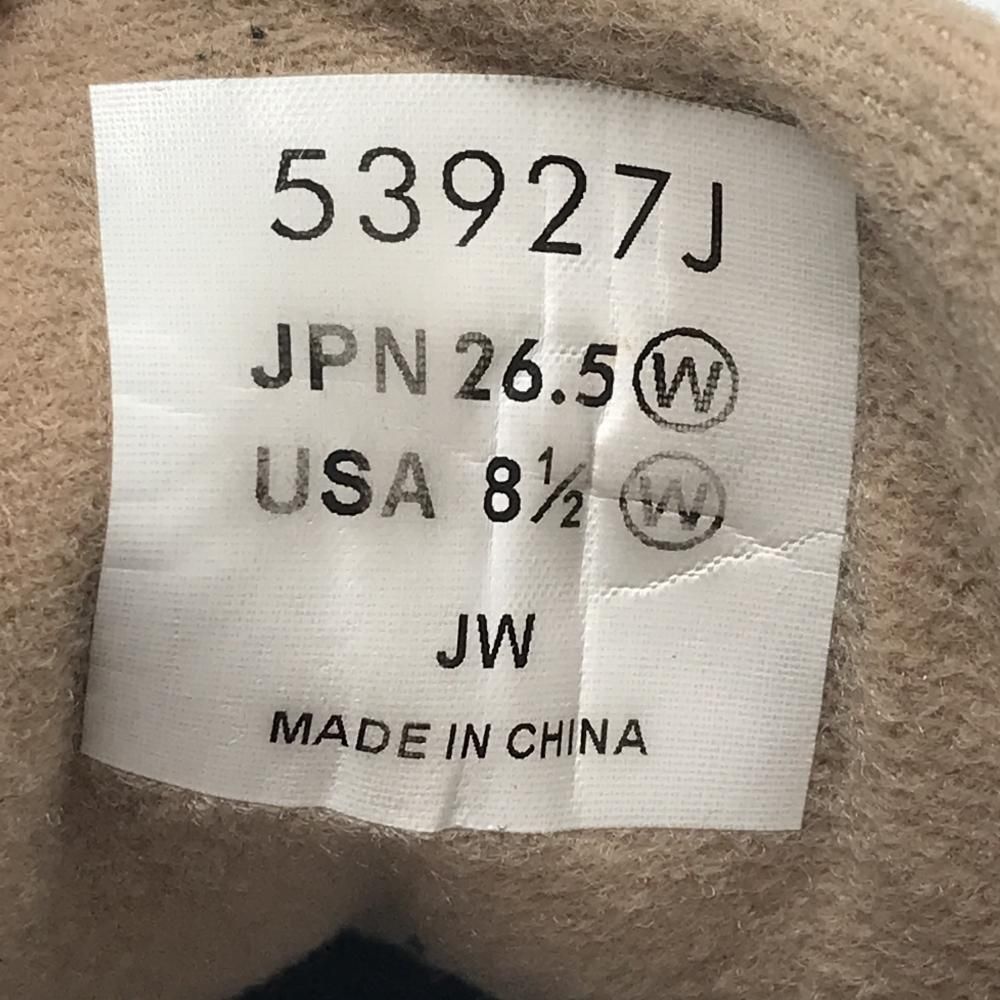 53927J
JPN 26.5 Ⓦ
USA 8½ Ⓦ
JW
MADE IN CHINA